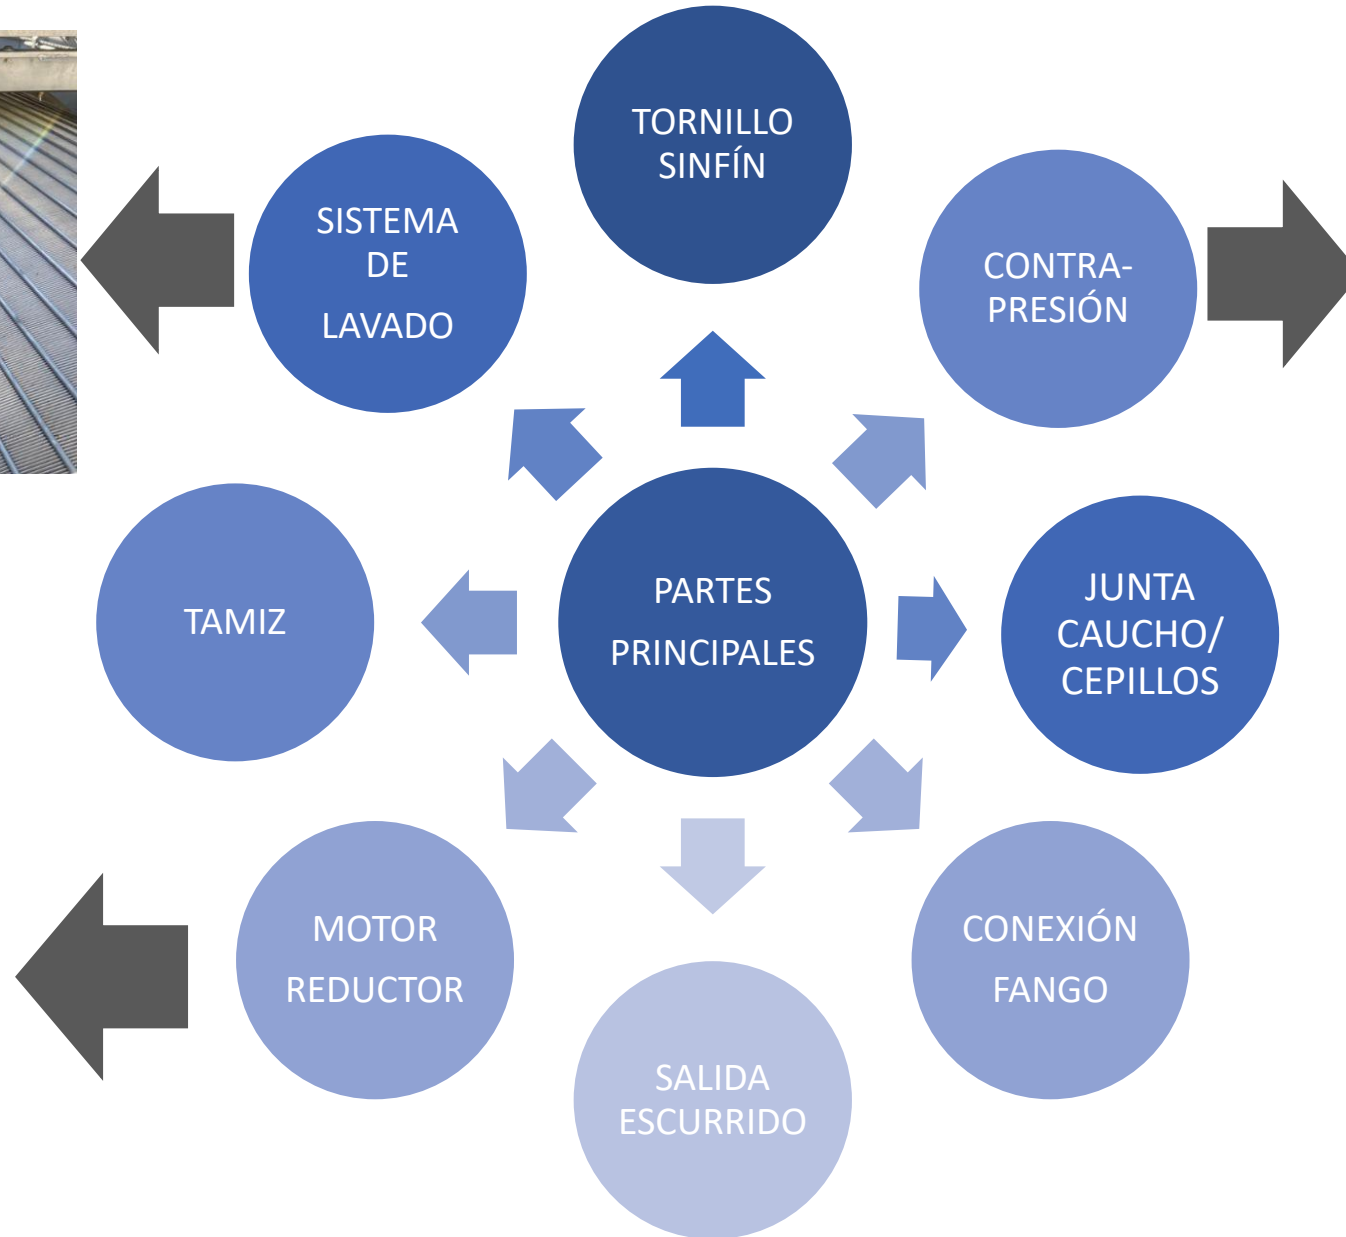 TORNILLO
SINFÍN
SISTEMA
DE
LAVADO
CONTRA-
PRESIÓN
PARTES
PRINCIPALES
TAMIZ
JUNTA
CAUCHO/
CEPILLOS
MOTOR
REDUCTOR
CONEXIÓN
FANGO
SALIDA
ESCURRIDO